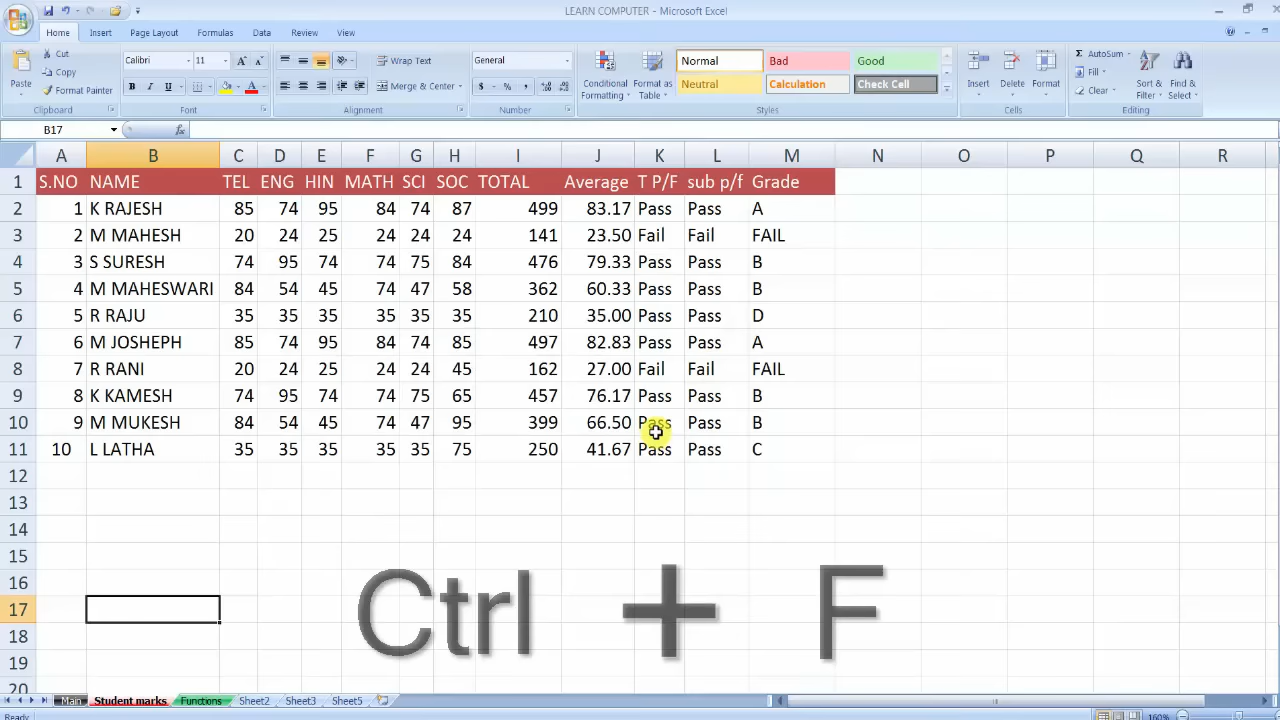 LEARN COMPUTER - Microsoft Excel
Home Insert Page Layout Formulas Data Review View
Cut
Copy
Format Painter
Paste
Clipboard
Calibri 11
B I U
Font
Wrap Text
Merge & Center
Alignment
General
$ % ,
Number
Conditional Formatting
Format as Table
Normal Bad Good
Neutral Calculation Check Cell
Styles
Insert Delete Format
Cells
Σ AutoSum
Fill
Clear
Sort & Filter
Find & Select
Editing
B17 fx
A B C D E F G H I J K L M N O P Q R
1 S.NO NAME TEL ENG HIN MATH SCI SOC TOTAL Average T P/F sub p/f Grade
2 1 K RAJESH 85 74 95 84 74 87 499 83.17 Pass Pass A
3 2 M MAHESH 20 24 25 24 24 24 141 23.50 Fail Fail FAIL
4 3 S SURESH 74 95 74 74 75 84 476 79.33 Pass Pass B
5 4 M MAHESWARI 84 54 45 74 47 58 362 60.33 Pass Pass B
6 5 R RAJU 35 35 35 35 35 35 210 35.00 Pass Pass D
7 6 M JOSHEPH 85 74 95 84 74 85 497 82.83 Pass Pass A
8 7 R RANI 20 24 25 24 24 45 162 27.00 Fail Fail FAIL
9 8 K KAMESH 74 95 74 74 75 65 457 76.17 Pass Pass B
10 9 M MUKESH 84 54 45 74 47 95 399 66.50 Pass Pass B
11 10 L LATHA 35 35 35 35 35 75 250 41.67 Pass Pass C
12
13
14
15
16
17
18
19
20
Ctrl + F
Main Student marks Functions Sheet2 Sheet3 Sheet5
Ready 160%